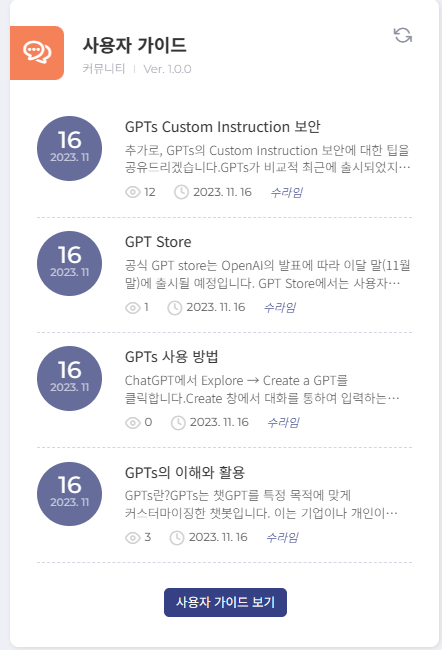 사용자 가이드
커뮤니티 | Ver. 1.0.0
16
2023. 11
GPTs Custom Instruction 보안
추가로, GPTs의 Custom Instruction 보안에 대한 팁을
공유드리겠습니다.GPTs가 비교적 최근에 출시되었지…
12 2023. 11. 16 수라임
16
2023. 11
GPT Store
공식 GPT store는 OpenAI의 발표에 따라 이달 말(11월
말)에 출시될 예정입니다. GPT Store에서는 사용자…
1 2023. 11. 16 수라임
16
2023. 11
GPTs 사용 방법
ChatGPT에서 Explore → Create a GPT를
클릭합니다.Create 창에서 대화를 통하여 입력하는…
0 2023. 11. 16 수라임
16
2023. 11
GPTs의 이해와 활용
GPTs란?GPTs는 챗GPT를 특정 목적에 맞게
커스터마이징한 챗봇입니다. 이는 기업이나 개인이…
3 2023. 11. 16 수라임
사용자 가이드 보기